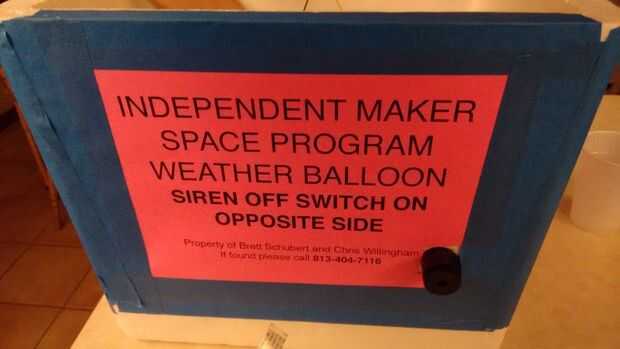 INDEPENDENT MAKER
SPACE PROGRAM
WEATHER BALLOON
SIREN OFF SWITCH ON
OPPOSITE SIDE
Property of Brett Schubert and Chris Willingham
If found please call 813-404-7116